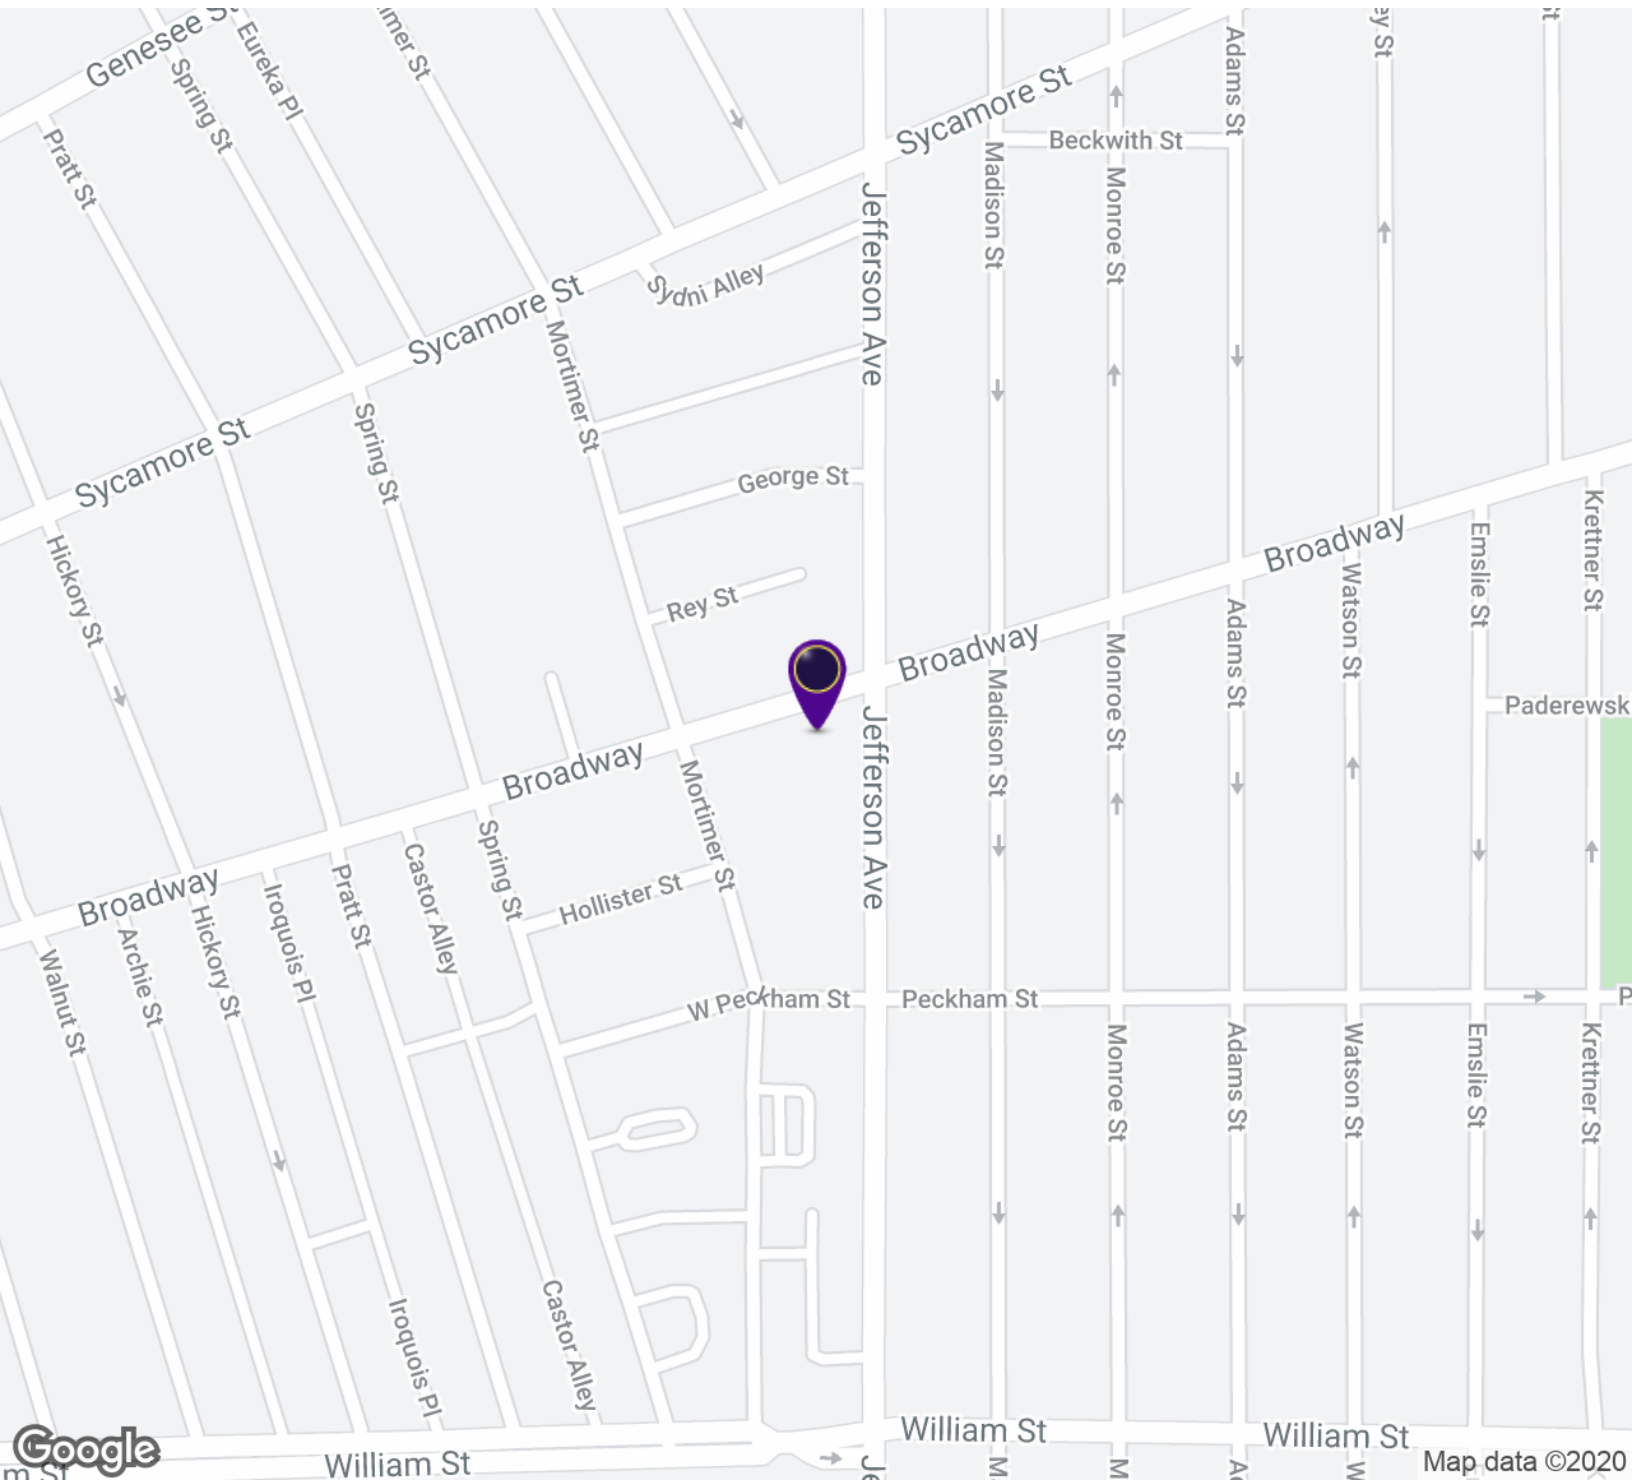 Genesee St
Spring St
Eureka Pl
Pratt St
Sycamore St
Adams St
Beckwith St
Madison St
Monroe St
Jefferson Ave
Sydni Alley
Sycamore St
Mortimer St
Sycamore St
Spring St
George St
Hickory St
Rey St
Broadway
Broadway
Emslie St
Krettner St
Watson St
Adams St
Monroe St
Madison St
Jefferson Ave
Broadway
Mortimer St
Spring St
Hollister St
Castor Alley
Pratt St
Iroquois Pl
Broadway
Hickory St
Archie St
Walnut St
W Peckham St
Peckham St
Monroe St
Adams St
Watson St
Emslie St
Krettner St
Iroquois Pl
Castor Alley
William St
William St
William St
Google
Map data ©2020